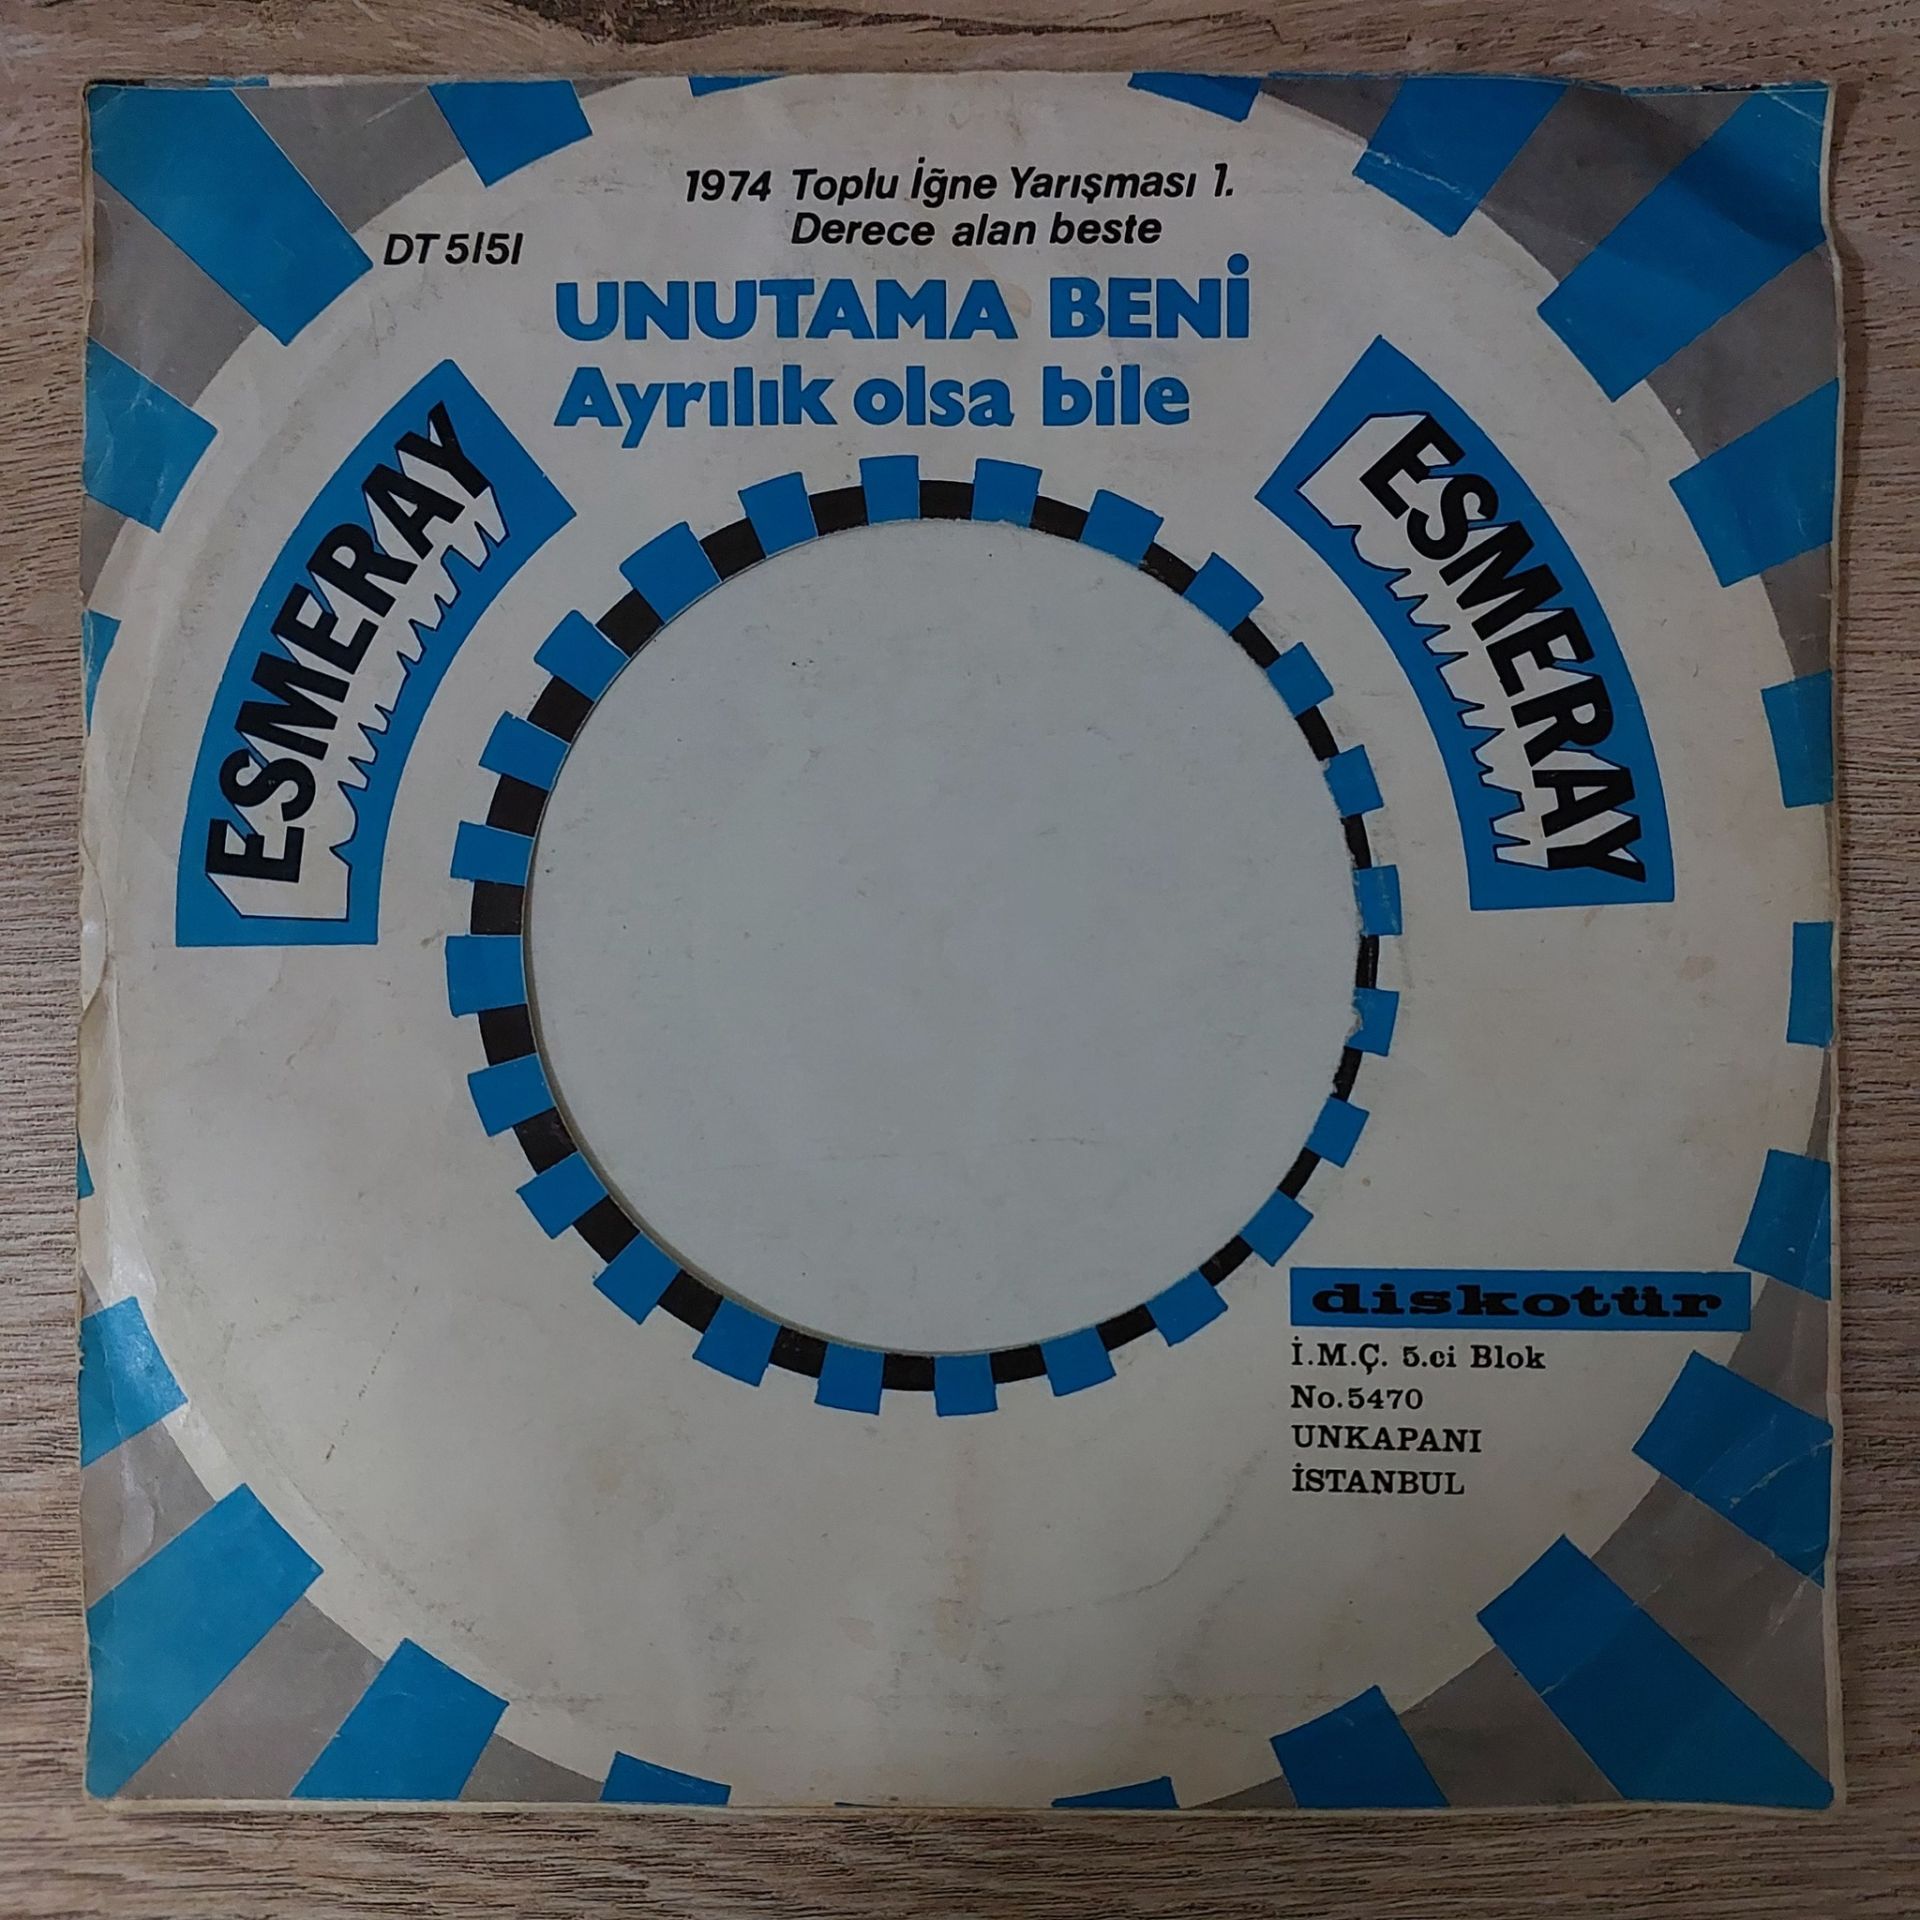 1974 Toplu İğne Yarışması 1.
Derece alan beste
DT 5151
UNUTAMA BENİ
Ayrılık olsa bile
ESMERAY
ESMERAY
diskotür
İ.M.Ç. 5.ci Blok
No.5470
UNKAPANI
İSTANBUL